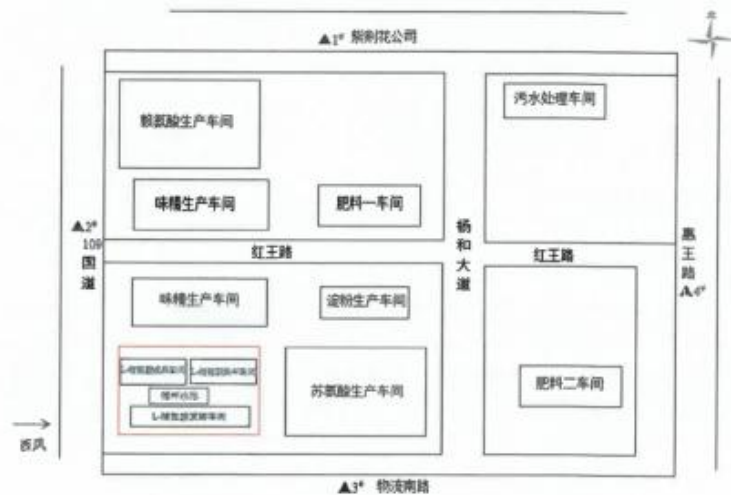 北
▲1# 紫荆花公司
污水处理车间
赖氨酸生产车间
味精生产车间
肥料一车间
▲2#
109
国道
红王路
杨和大道
红王路
惠王路
▲4#
味精生产车间
淀粉生产车间
苏氨酸生产车间
肥料二车间
西风
▲3# 物流南路